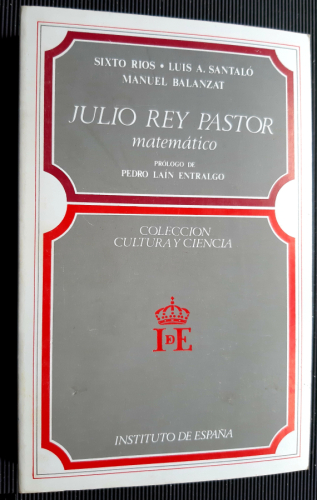 SIXTO RIOS • LUIS A. SANTALÓ
MANUEL BALANZAT
JULIO REY PASTOR
matemático
PRÓLOGO DE
PEDRO LAÍN ENTRALGO
COLECCION
CULTURA Y CIENCIA
IDE
INSTITUTO DE ESPAÑA